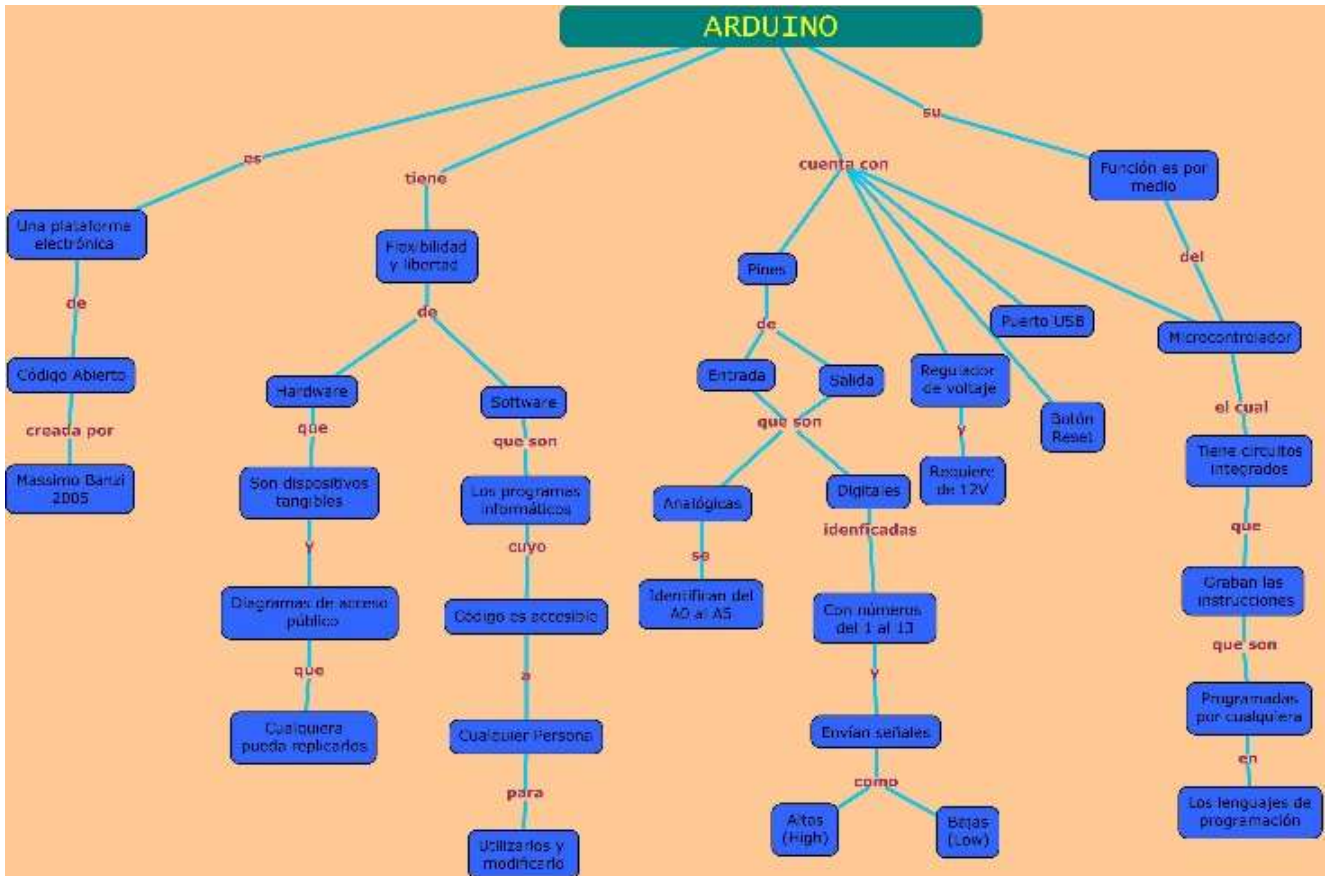 ARDUINO
es
Una plataforma
electrónica
de
Código Abierto
creada por
Massimo Banzi
2005
tiene
Flexibilidad
y libertad
de
Hardware
que
Son dispositivos
tangibles
y
Diagramas de acceso
público
que
Cualquiera
pueda replicarlos
Software
que son
Los programas
informáticos
cuyo
Código es accesible
a
Cualquier Persona
para
Utilizarlos y
modificarlo
cuenta con
Pines
de
Entrada
Salida
que son
Analógicas
se
Identifican del
A0 al A5
Digitales
idenficadas
Con números
del 1 al 13
y
Envían señales
como
Altas
(High)
Bajas
(Low)
Regulador
de voltaje
y
Requiere
de 12V
Botón
Reset
Puerto USB
su
Función es por
medio
del
Microcontrolador
el cual
Tiene circuitos
integrados
que
Graban las
instrucciones
que son
Programadas
por cualquiera
en
Los lenguajes de
programación